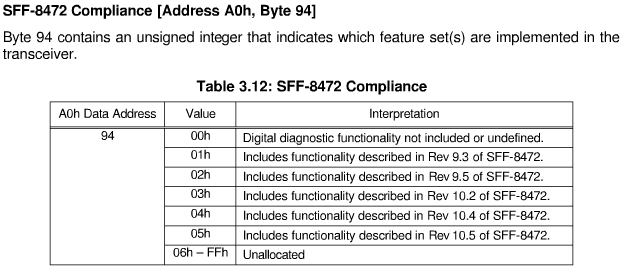 SFF-8472 Compliance [Address A0h, Byte 94]
Byte 94 contains an unsigned integer that indicates which feature set(s) are implemented in the
transceiver.
Table 3.12: SFF-8472 Compliance
A0h Data Address Value Interpretation
94 00h Digital diagnostic functionality not included or undefined.
01h Includes functionality described in Rev 9.3 of SFF-8472.
02h Includes functionality described in Rev 9.5 of SFF-8472.
03h Includes functionality described in Rev 10.2 of SFF-8472.
04h Includes functionality described in Rev 10.4 of SFF-8472.
05h Includes functionality described in Rev 10.5 of SFF-8472.
06h – FFh Unallocated